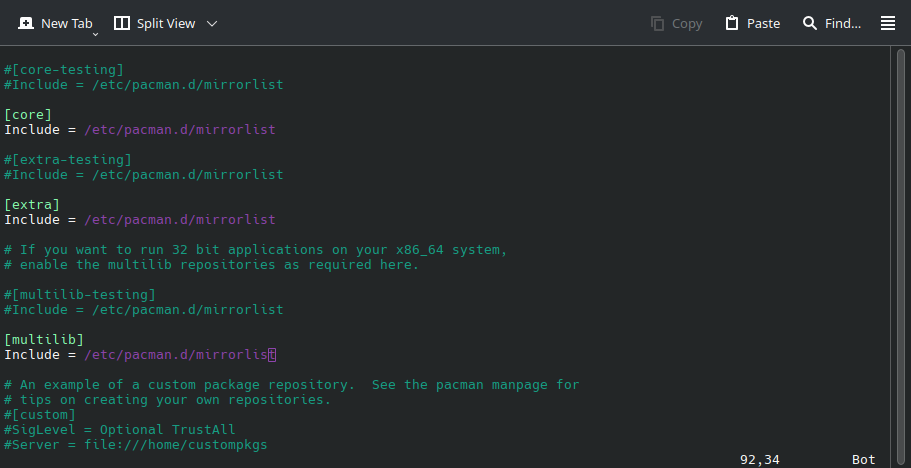 New Tab Split View Copy Paste Find...
#[core-testing]
#Include = /etc/pacman.d/mirrorlist
[core]
Include = /etc/pacman.d/mirrorlist
#[extra-testing]
#Include = /etc/pacman.d/mirrorlist
[extra]
Include = /etc/pacman.d/mirrorlist
# If you want to run 32 bit applications on your x86_64 system,
# enable the multilib repositories as required here.
#[multilib-testing]
#Include = /etc/pacman.d/mirrorlist
[multilib]
Include = /etc/pacman.d/mirrorlist
# An example of a custom package repository.  See the pacman manpage for
# tips on creating your own repositories.
#[custom]
#SigLevel = Optional TrustAll
#Server = file:///home/custompkgs
92,34 Bot